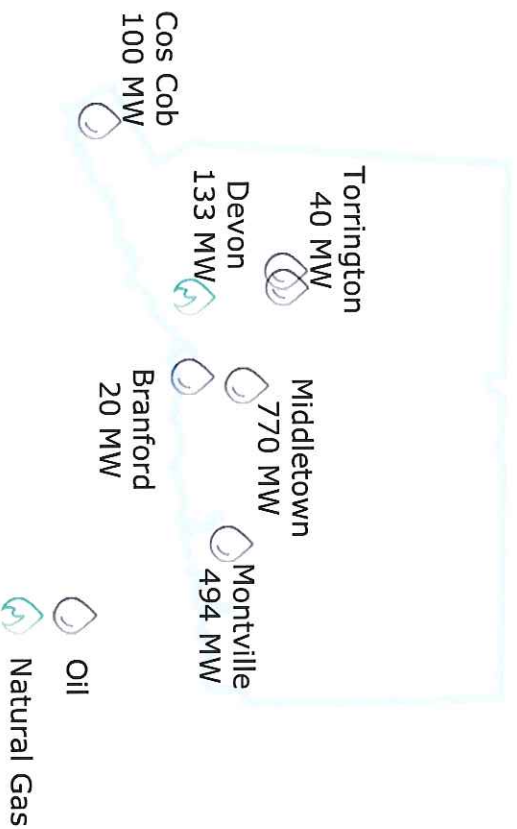 Torrington
40 MW
Middletown
770 MW
Montville
494 MW
Devon
133 MW
Cos Cob
100 MW
Branford
20 MW
Oil
Natural Gas